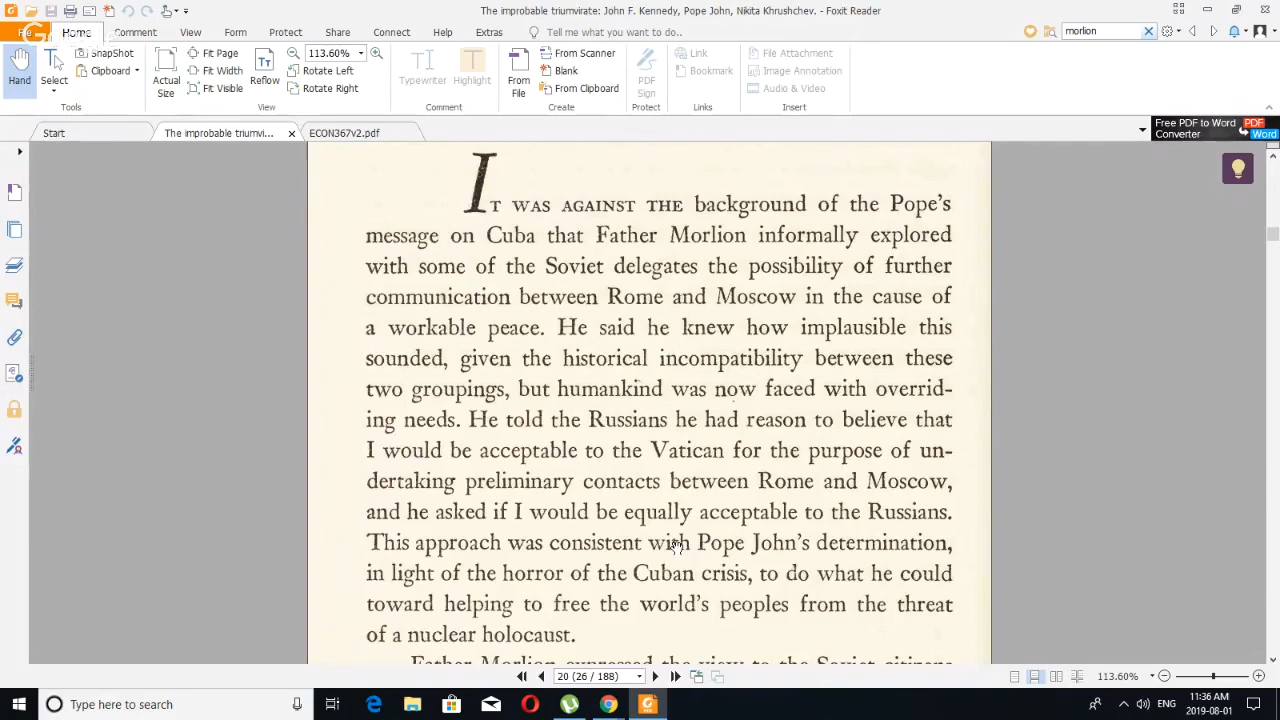 The improbable triumvirate: John F. Kennedy, Pope John, Nikita Khrushchev. - Foxit Reader
File Home Comment View Form Protect Share Connect Help Extras Tell me what you want to do... morlion
Hand
Select
SnapShot
Clipboard
Tools
Actual Size
Fit Page
Fit Width
Fit Visible
Reflow
113.60%
Rotate Left
Rotate Right
View
Typewriter
Highlight
Comment
From File
From Scanner
Blank
From Clipboard
Create
PDF Sign
Protect
Link
Bookmark
Links
File Attachment
Image Annotation
Audio & Video
Insert
Start The improbable triumvi... ECON367v2.pdf
Free PDF to Word Converter PDF Word
IT WAS AGAINST THE background of the Pope's
message on Cuba that Father Morlion informally explored
with some of the Soviet delegates the possibility of further
communication between Rome and Moscow in the cause of
a workable peace. He said he knew how implausible this
sounded, given the historical incompatibility between these
two groupings, but humankind was now faced with overrid-
ing needs. He told the Russians he had reason to believe that
I would be acceptable to the Vatican for the purpose of un-
dertaking preliminary contacts between Rome and Moscow,
and he asked if I would be equally acceptable to the Russians.
This approach was consistent with Pope John's determination,
in light of the horror of the Cuban crisis, to do what he could
toward helping to free the world's peoples from the threat
of a nuclear holocaust.
Father Morlion expressed the view to the Soviet citizens
20 (26 / 188) 113.60%
Type here to search
ENG
11:36 AM
2019-08-01